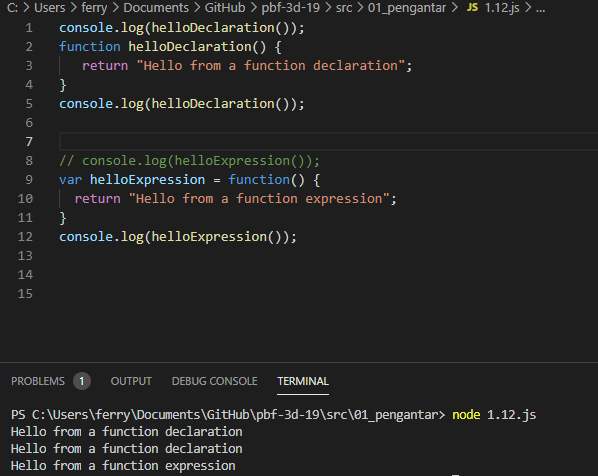 C: > Users > ferry > Documents > GitHub > pbf-3d-19 > src > 01_pengantar > JS 1.12.js > ...
1 console.log(helloDeclaration());
2 function helloDeclaration() {
3 return "Hello from a function declaration";
4 }
5 console.log(helloDeclaration());
6
7
8 // console.log(helloExpression());
9 var helloExpression = function() {
10 return "Hello from a function expression";
11 }
12 console.log(helloExpression());
13
14
15
PROBLEMS 1 OUTPUT DEBUG CONSOLE TERMINAL
PS C:\Users\ferry\Documents\GitHub\pbf-3d-19\src\01_pengantar> node 1.12.js
Hello from a function declaration
Hello from a function declaration
Hello from a function expression